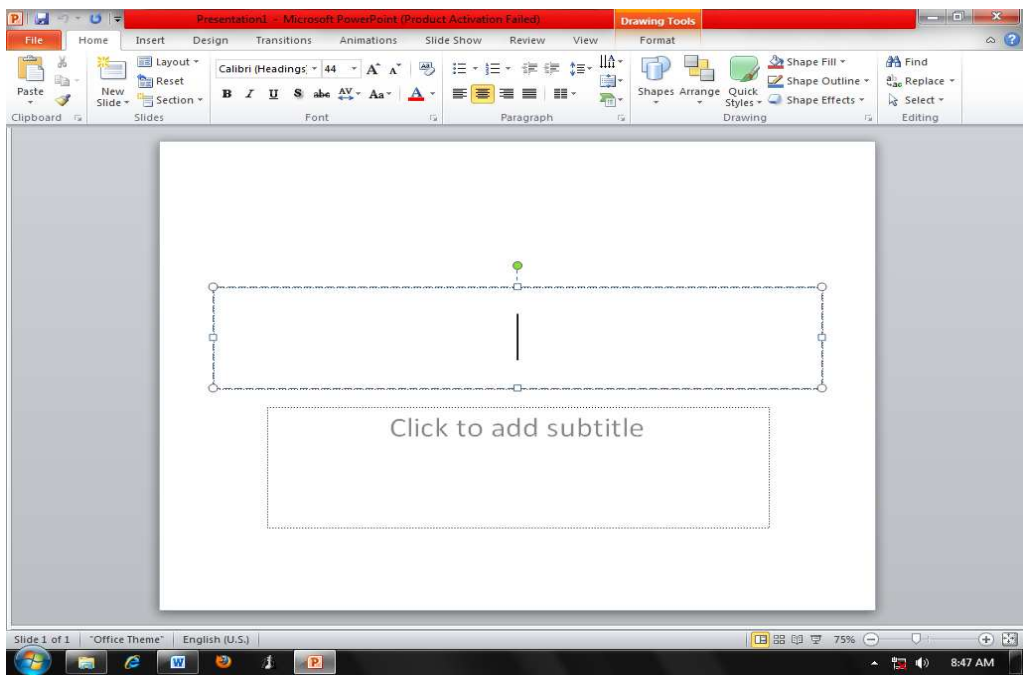 Presentation1 - Microsoft PowerPoint (Product Activation Failed) Drawing Tools
File Home Insert Design Transitions Animations Slide Show Review View Format
Paste
New Slide
Layout
Reset
Section
Calibri (Headings) 44
B I U S abc AV Aa A
Shapes Arrange Quick Styles
Shape Fill
Shape Outline
Shape Effects
Find
Replace
Select
Clipboard Slides Font Paragraph Drawing Editing
Click to add subtitle
Slide 1 of 1 "Office Theme" English (U.S.) 75%
8:47 AM